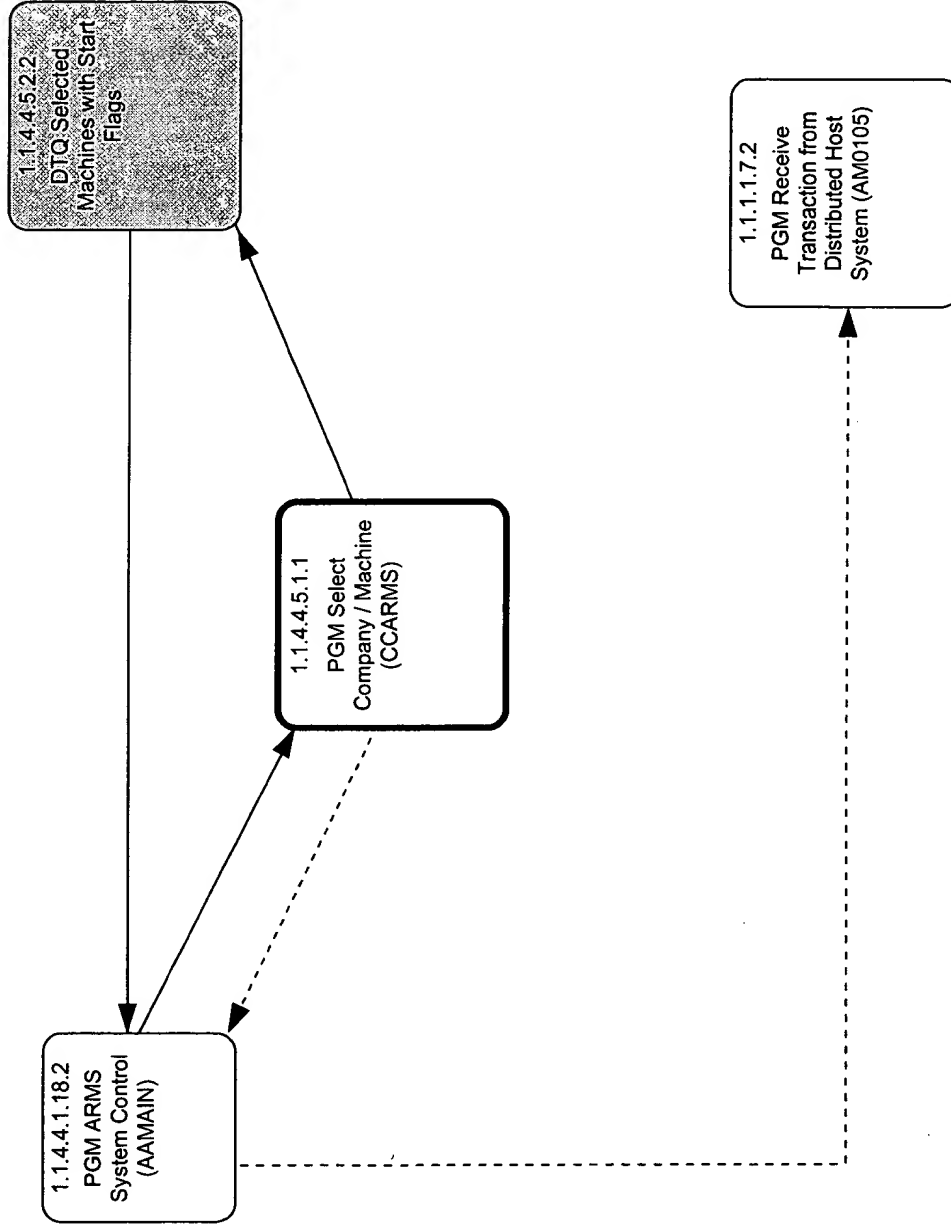 1.1.4.4.1.18.2
PGM ARMS
System Control
(AAMAIN)
1.1.4.4.5.1.1
PGM Select
Company / Machine
(CCARMS)
1.1.4.4.5.2.2
DTQ Selected
Machines with Start
Flags
1.1.1.1.7.2
PGM Receive
Transaction from
Distributed Host
System (AM0105)